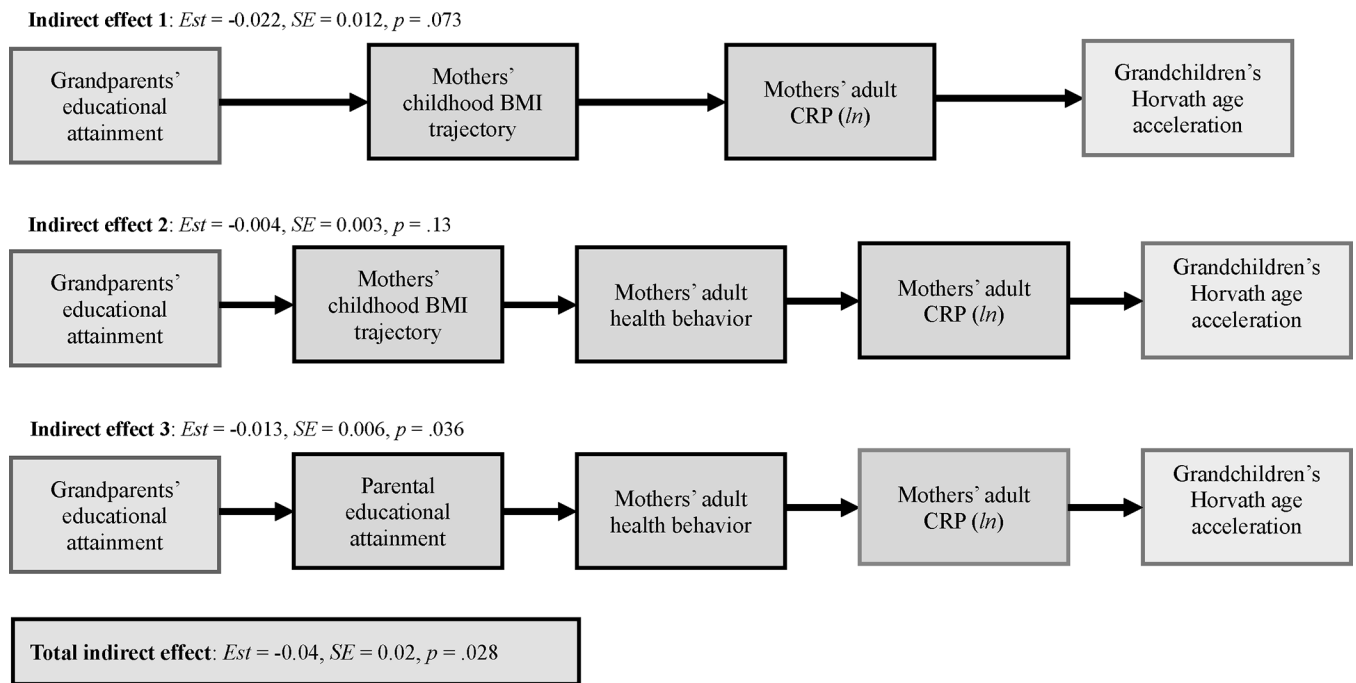 Indirect effect 1: Est = -0.022, SE = 0.012, p = .073
Grandparents’
educational
attainment
Mothers’
childhood BMI
trajectory
Mothers’ adult
CRP (ln)
Grandchildren’s
Horvath age
acceleration
Indirect effect 2: Est = -0.004, SE = 0.003, p = .13
Grandparents’
educational
attainment
Mothers’
childhood BMI
trajectory
Mothers’ adult
health behavior
Mothers’ adult
CRP (ln)
Grandchildren’s
Horvath age
acceleration
Indirect effect 3: Est = -0.013, SE = 0.006, p = .036
Grandparents’
educational
attainment
Parental
educational
attainment
Mothers’ adult
health behavior
Mothers’ adult
CRP (ln)
Grandchildren’s
Horvath age
acceleration
Total indirect effect: Est = -0.04, SE = 0.02, p = .028